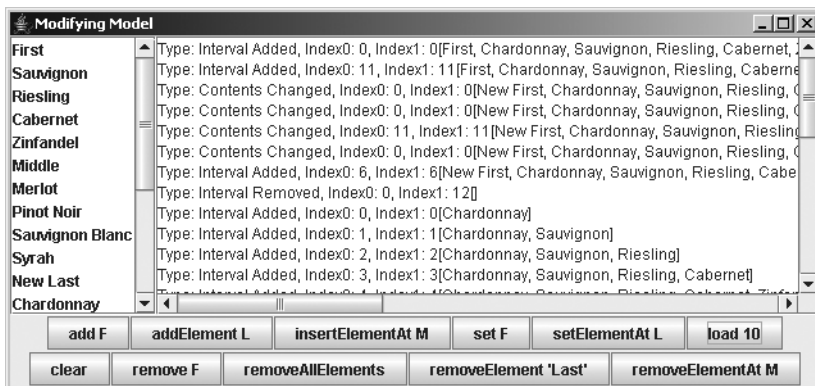 Modifying Model
First
Sauvignon
Riesling
Cabernet
Zinfandel
Middle
Merlot
Pinot Noir
Sauvignon Blanc
Syrah
New Last
Chardonnay
Type: Interval Added, Index0: 0, Index1: 0[First, Chardonnay, Sauvignon, Riesling, Cabernet,
Type: Interval Added, Index0: 11, Index1: 11[First, Chardonnay, Sauvignon, Riesling, Caberne
Type: Contents Changed, Index0: 0, Index1: 0[New First, Chardonnay, Sauvignon, Riesling,
Type: Contents Changed, Index0: 0, Index1: 0[New First, Chardonnay, Sauvignon, Riesling,
Type: Contents Changed, Index0: 11, Index1: 11[New First, Chardonnay, Sauvignon, Riesling
Type: Contents Changed, Index0: 0, Index1: 0[New First, Chardonnay, Sauvignon, Riesling,
Type: Interval Added, Index0: 6, Index1: 6[New First, Chardonnay, Sauvignon, Riesling, Cabe
Type: Interval Removed, Index0: 0, Index1: 12[]
Type: Interval Added, Index0: 0, Index1: 0[Chardonnay]
Type: Interval Added, Index0: 1, Index1: 1[Chardonnay, Sauvignon]
Type: Interval Added, Index0: 2, Index1: 2[Chardonnay, Sauvignon, Riesling]
Type: Interval Added, Index0: 3, Index1: 3[Chardonnay, Sauvignon, Riesling, Cabernet]
add F addElement L insertElementAt M set F setElementAt L load 10
clear remove F removeAllElements removeElement 'Last' removeElementAt M